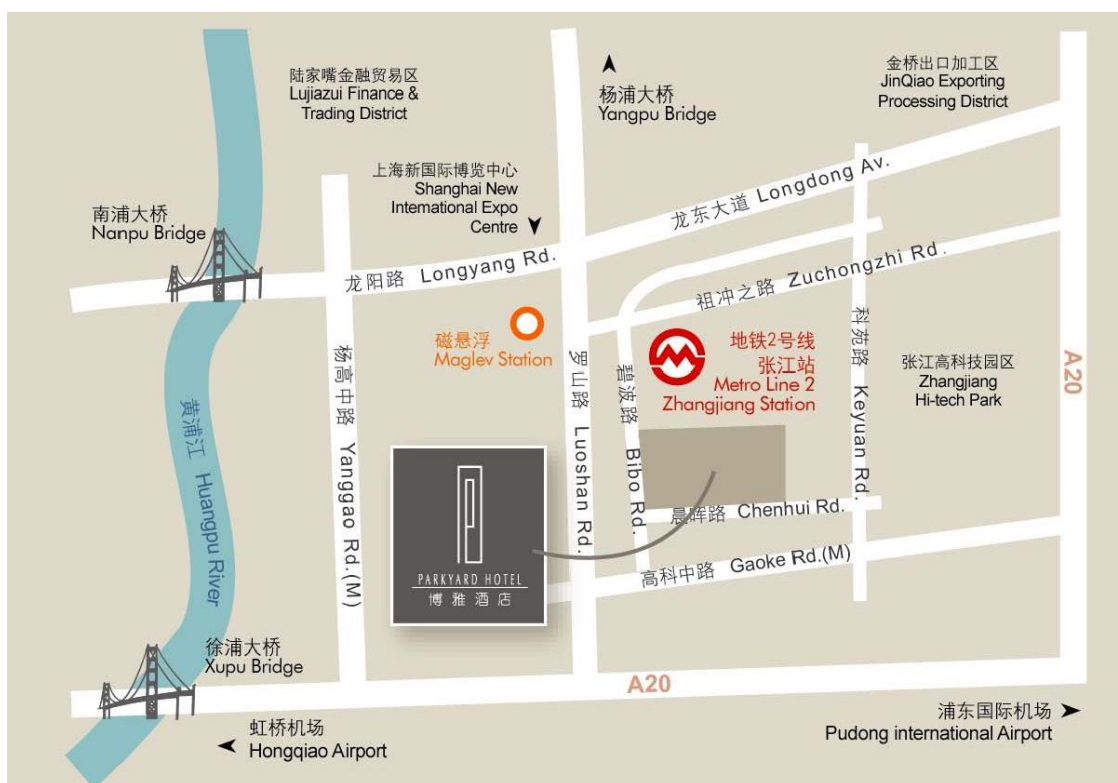 陆家嘴金融贸易区
Lujiazui Finance &
Trading District
杨浦大桥
Yangpu Bridge
金桥出口加工区
JinQiao Exporting
Processing District
上海新国际博览中心
Shanghai New
International Expo
Centre
南浦大桥
Nanpu Bridge
龙阳路 Longyang Rd.
龙东大道 Longdong Av.
祖冲之路 Zuchongzhi Rd.
磁悬浮
Maglev Station
地铁2号线
张江站
Metro Line 2
Zhangjiang Station
张江高科技园区
Zhangjiang
Hi-tech Park
A20
黄浦江 Huangpu River
杨高中路 Yanggao Rd.(M)
罗山路 Luoshan Rd.
碧波路 Bibo Rd.
科苑路 Keyuan Rd.
PARKYARD HOTEL
博雅酒店
晨晖路 Chenhui Rd.
高科中路 Gaoke Rd.(M)
徐浦大桥
Xupu Bridge
A20
虹桥机场
Hongqiao Airport
浦东国际机场
Pudong international Airport